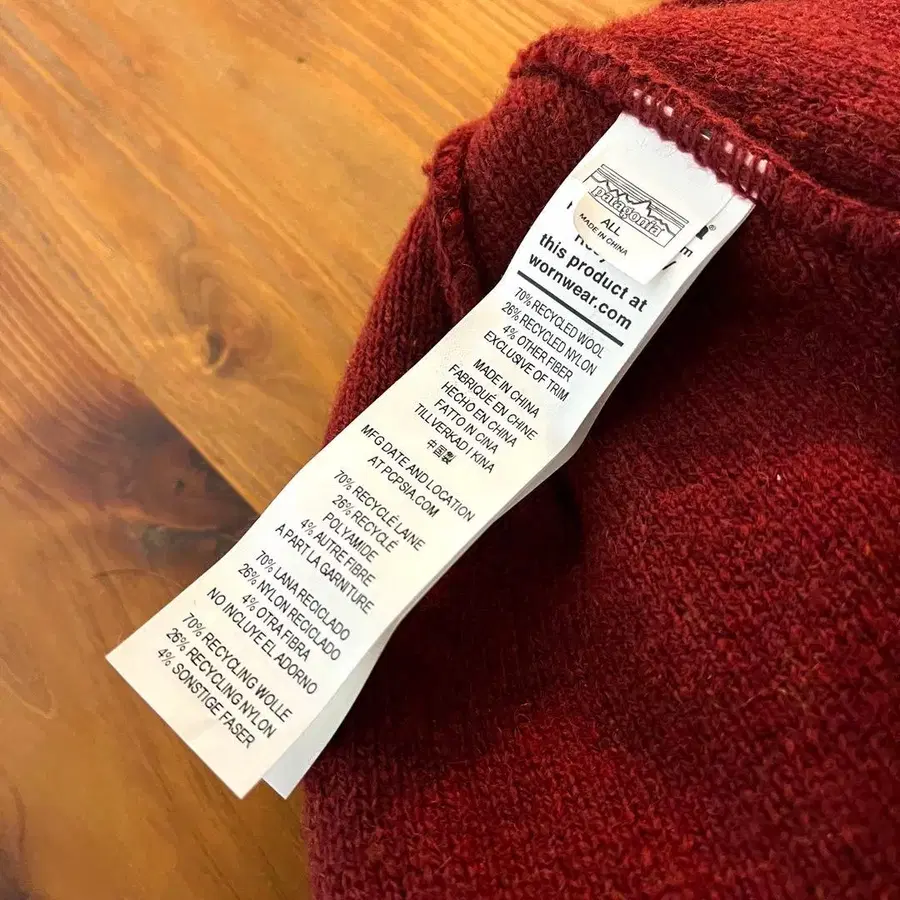 patagonia
ALL
MADE IN CHINA
this product at
wornwear.com
70% RECYCLED WOOL
26% RECYCLED NYLON
4% OTHER FIBER
EXCLUSIVE OF TRIM
MADE IN CHINA
FABRIQUÉ EN CHINE
HECHO EN CHINA
FATTO IN CINA
TILLVERKAD I KINA
中国製
MFG DATE AND LOCATION
AT PCPSIA.COM
70% RECYCLÉ LAINE
26% RECYCLÉ
POLYAMIDE
4% AUTRE FIBRE
A PART LA GARNITURE
70% LANA RECICLADO
26% NYLON RECICLADO
4% OTRA FIBRA
NO INCLUYE EL ADORNO
70% RECYCLING WOLLE
26% RECYCLING NYLON
4% SONSTIGE FASER